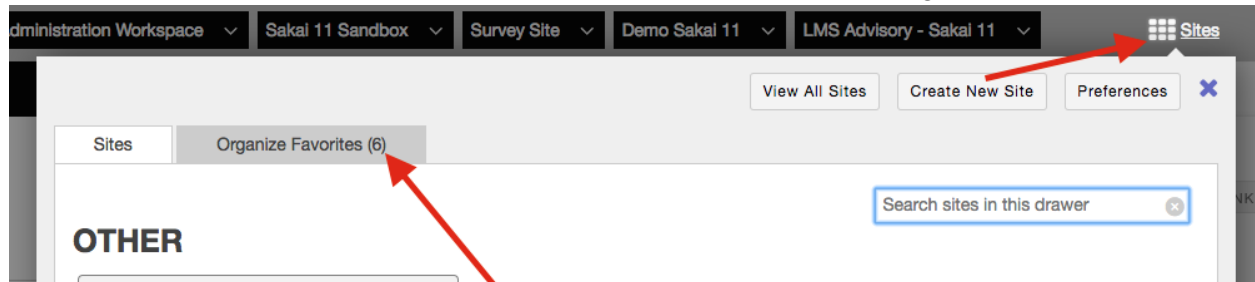 dministration Workspace Sakai 11 Sandbox Survey Site Demo Sakai 11 LMS Advisory - Sakai 11 Sites
View All Sites Create New Site Preferences
Sites Organize Favorites (6)
Search sites in this drawer
OTHER